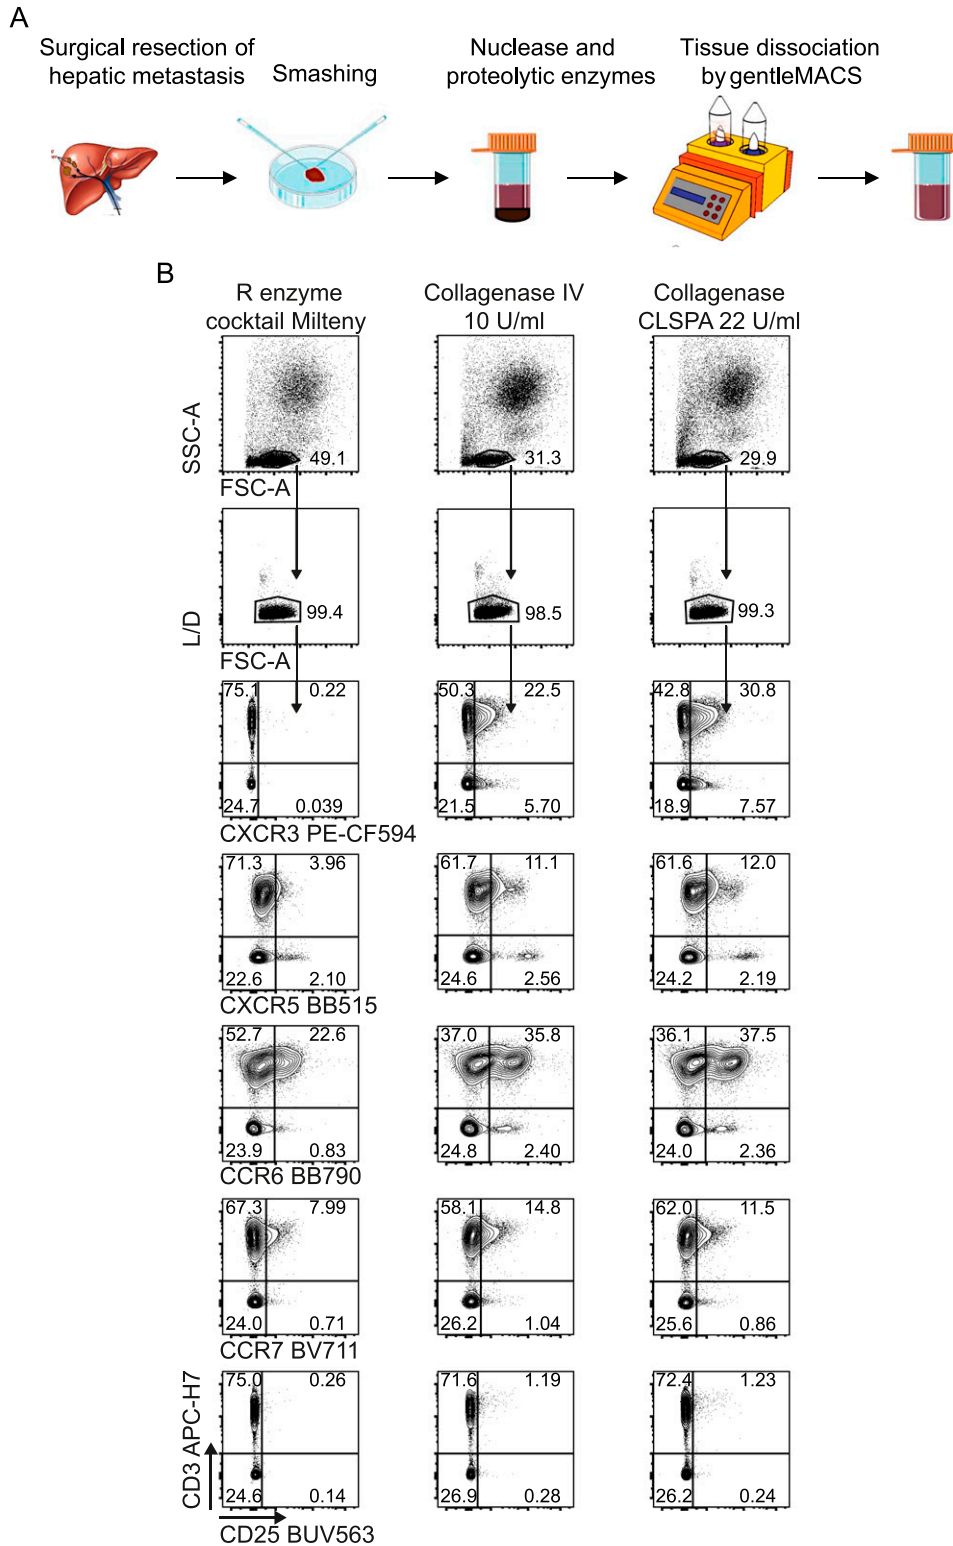 A
Surgical resection of
hepatic metastasis
Smashing
Nuclease and
proteolytic enzymes
Tissue dissociation
by gentleMACS
B
R enzyme
cocktail Milteny
Collagenase IV
10 U/ml
Collagenase
CLSPA 22 U/ml
SSC-A
49.1
31.3
29.9
FSC-A
L/D
99.4
98.5
99.3
FSC-A
75.1 0.22
50.3 22.5
42.8 30.8
24.7 0.039
21.5 5.70
18.9 7.57
CXCR3 PE-CF594
71.3 3.96
61.7 11.1
61.6 12.0
22.6 2.10
24.6 2.56
24.2 2.19
CXCR5 BB515
52.7 22.6
37.0 35.8
36.1 37.5
23.9 0.83
24.8 2.40
24.0 2.36
CCR6 BB790
67.3 7.99
58.1 14.8
62.0 11.5
24.0 0.71
26.2 1.04
25.6 0.86
CCR7 BV711
CD3 APC-H7
75.0 0.26
71.6 1.19
72.4 1.23
24.6 0.14
26.9 0.28
26.2 0.24
CD25 BUV563